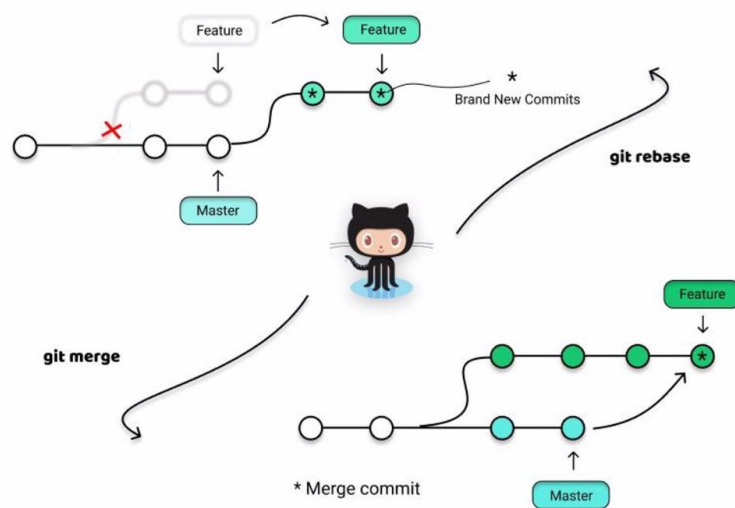 Feature
Feature
*
*
*
Brand New Commits
git rebase
Master
Feature
git merge
*
* Merge commit
Master